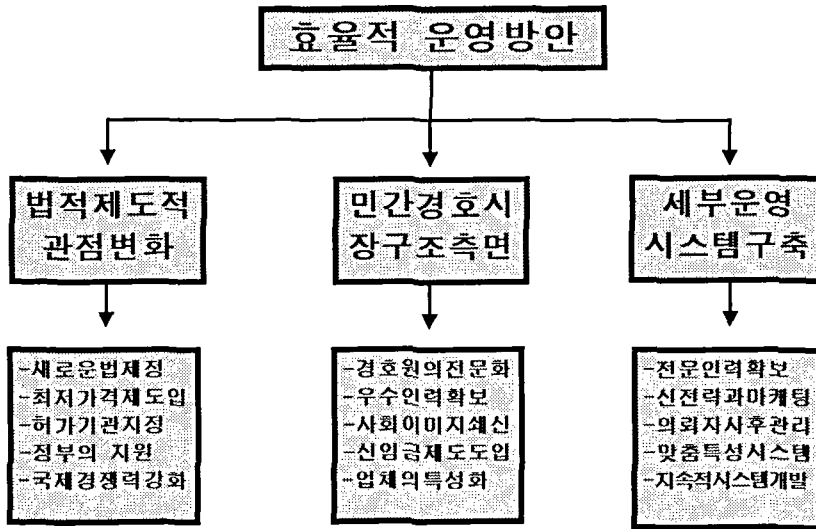 효율적 운영방안
법적제도적
관점변화
민간경호시
장구조측면
세부운영
시스템구축
-새로운법제정
-최저가격제도입
-허가기관지정
-정부의 지원
-국제경쟁력강화
-경호원의전문화
-우수인력확보
-사회이미지쇄신
-신임금제도도입
-업체의특성화
-전문인력확보
-신전략과마케팅
-의뢰자사후관리
-맞춤특성시스템
-지속적시스템개발